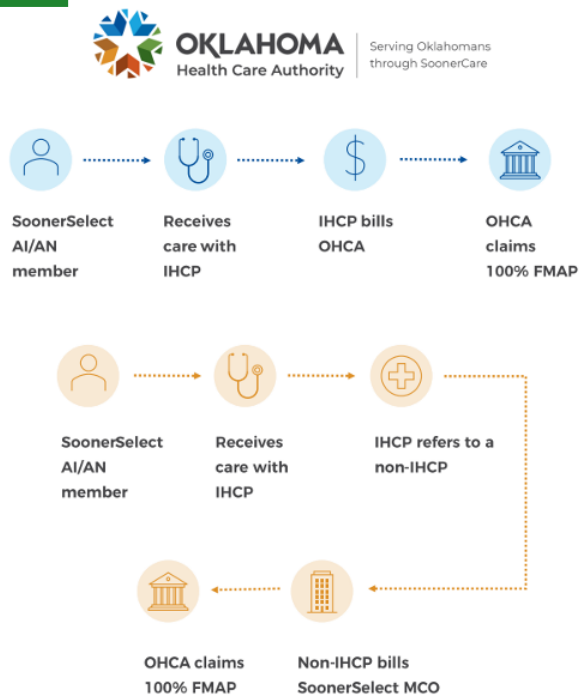 OKLAHOMA
Health Care Authority
Serving Oklahomans
through SoonerCare
SoonerSelect
AI/AN
member
Receives
care with
IHCP
IHCP bills
OHCA
OHCA
claims
100% FMAP
SoonerSelect
AI/AN
member
Receives
care with
IHCP
IHCP refers to a
non-IHCP
OHCA claims
100% FMAP
Non-IHCP bills
SoonerSelect MCO